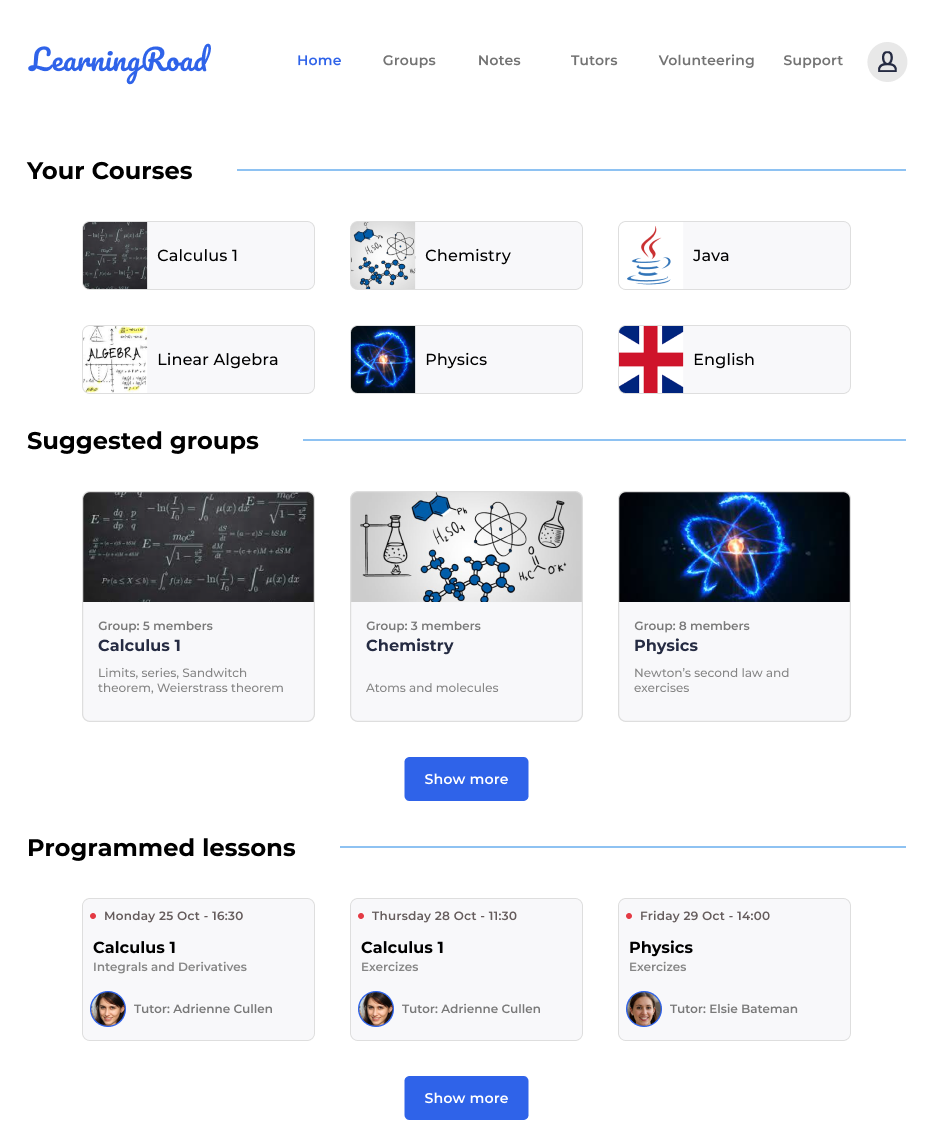 LearningRoad
Home Groups Notes Tutors Volunteering Support
Your Courses
Calculus 1 Chemistry Java
ALGEBRA
Linear Algebra Physics English
Suggested groups
H₂SO₄
Group: 5 members
Calculus 1
Limits, series, Sandwitch
theorem, Weierstrass theorem
Group: 3 members
Chemistry
Atoms and molecules
Group: 8 members
Physics
Newton’s second law and
exercises
Show more
Programmed lessons
Monday 25 Oct - 16:30
Calculus 1
Integrals and Derivatives
Tutor: Adrienne Cullen
Thursday 28 Oct - 11:30
Calculus 1
Exercizes
Tutor: Adrienne Cullen
Friday 29 Oct - 14:00
Physics
Exercizes
Tutor: Elsie Bateman
Show more